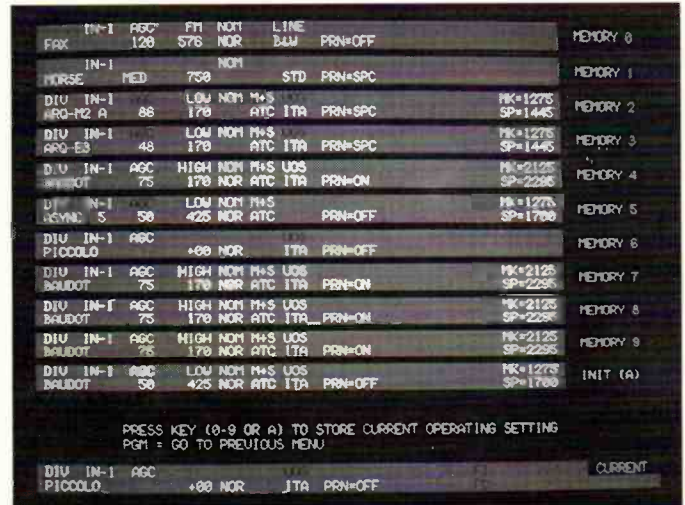 IN-1 AGC FM NOM LINE
FAX 120 576 NOR B&W PRN=OFF MEMORY 0
IN-1 NOM
MORSE MED 750 STD PRN=SPC MEMORY 1
DIV IN-1 LOW NOM M+S MK=1275
ARQ-M2 A 86 170 ATC ITA PRN=SPC SP=1445 MEMORY 2
DIV IN-1 LOW NOM M+S MK=1275
ARQ-E3 48 170 ATC ITA PRN=SPC SP=1445 MEMORY 3
DIV IN-1 AGC HIGH NOM M+S UOS MK=2125
BAUDOT 75 170 NOR ATC ITA PRN=ON SP=2295 MEMORY 4
DIV IN-1 AGC LOW NOM M+S MK=1275
ASYNC 5 50 425 NOR ATC PRN=OFF SP=1700 MEMORY 5
DIV IN-1 AGC
PICCOLO +00 NOR ITA PRN=OFF MEMORY 6
DIV IN-1 AGC HIGH NOM M+S UOS MK=2125
BAUDOT 75 170 NOR ATC ITA PRN=ON SP=2295 MEMORY 7
DIV IN-1 AGC HIGH NOM M+S UOS MK=2125
BAUDOT 75 170 NOR ATC ITA PRN=ON SP=2295 MEMORY 8
DIV IN-1 AGC HIGH NOM M+S UOS MK=2125
BAUDOT 75 170 NOR ATC ITA PRN=ON SP=2295 MEMORY 9
DIV IN-1 AGC LOW NOM M+S UOS MK=1275
BAUDOT 50 425 NOR ATC ITA PRN=OFF SP=1700 INIT (A)
PRESS KEY (0-9 OR A) TO STORE CURRENT OPERATING SETTING
PGM = GO TO PREVIOUS MENU
DIV IN-1 AGC CURRENT
PICCOLO +00 NOR ITA PRN=OFF